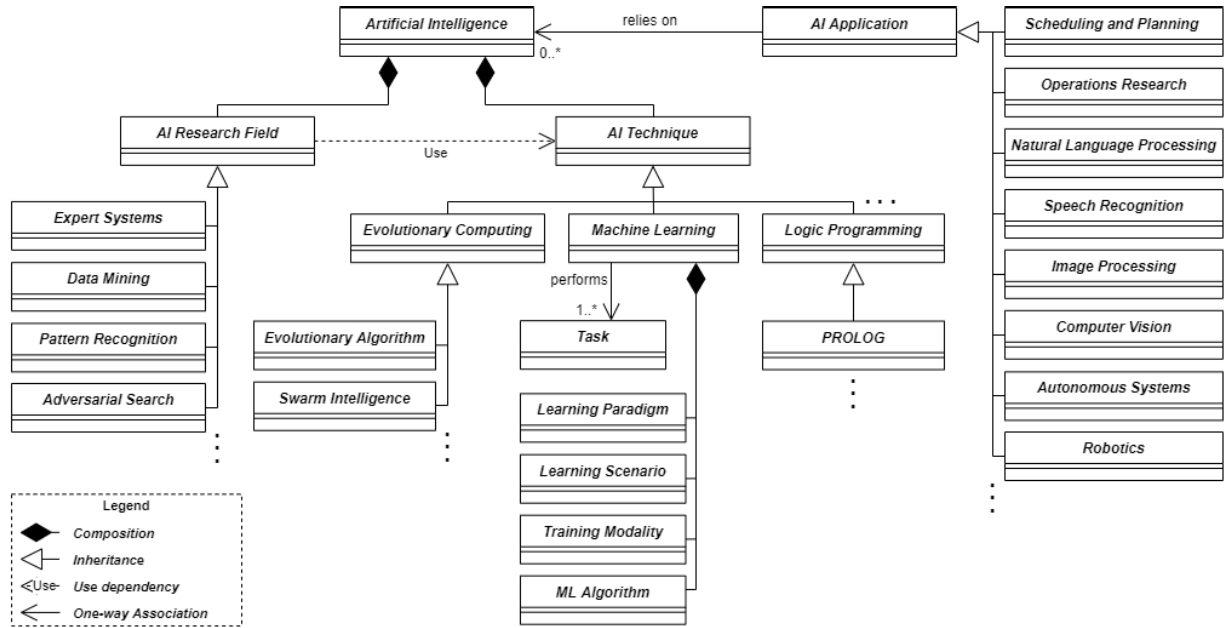 Artificial Intelligence
relies on
0..*
AI Application
Scheduling and Planning
Operations Research
Natural Language Processing
Speech Recognition
Image Processing
Computer Vision
Autonomous Systems
Robotics
AI Research Field
Use
AI Technique
Expert Systems
Data Mining
Pattern Recognition
Adversarial Search
Evolutionary Computing
Machine Learning
Logic Programming
performs
1..*
Evolutionary Algorithm
Swarm Intelligence
Task
PROLOG
Learning Paradigm
Learning Scenario
Training Modality
ML Algorithm
Legend
Composition
Inheritance
Use
Use dependency
One-way Association